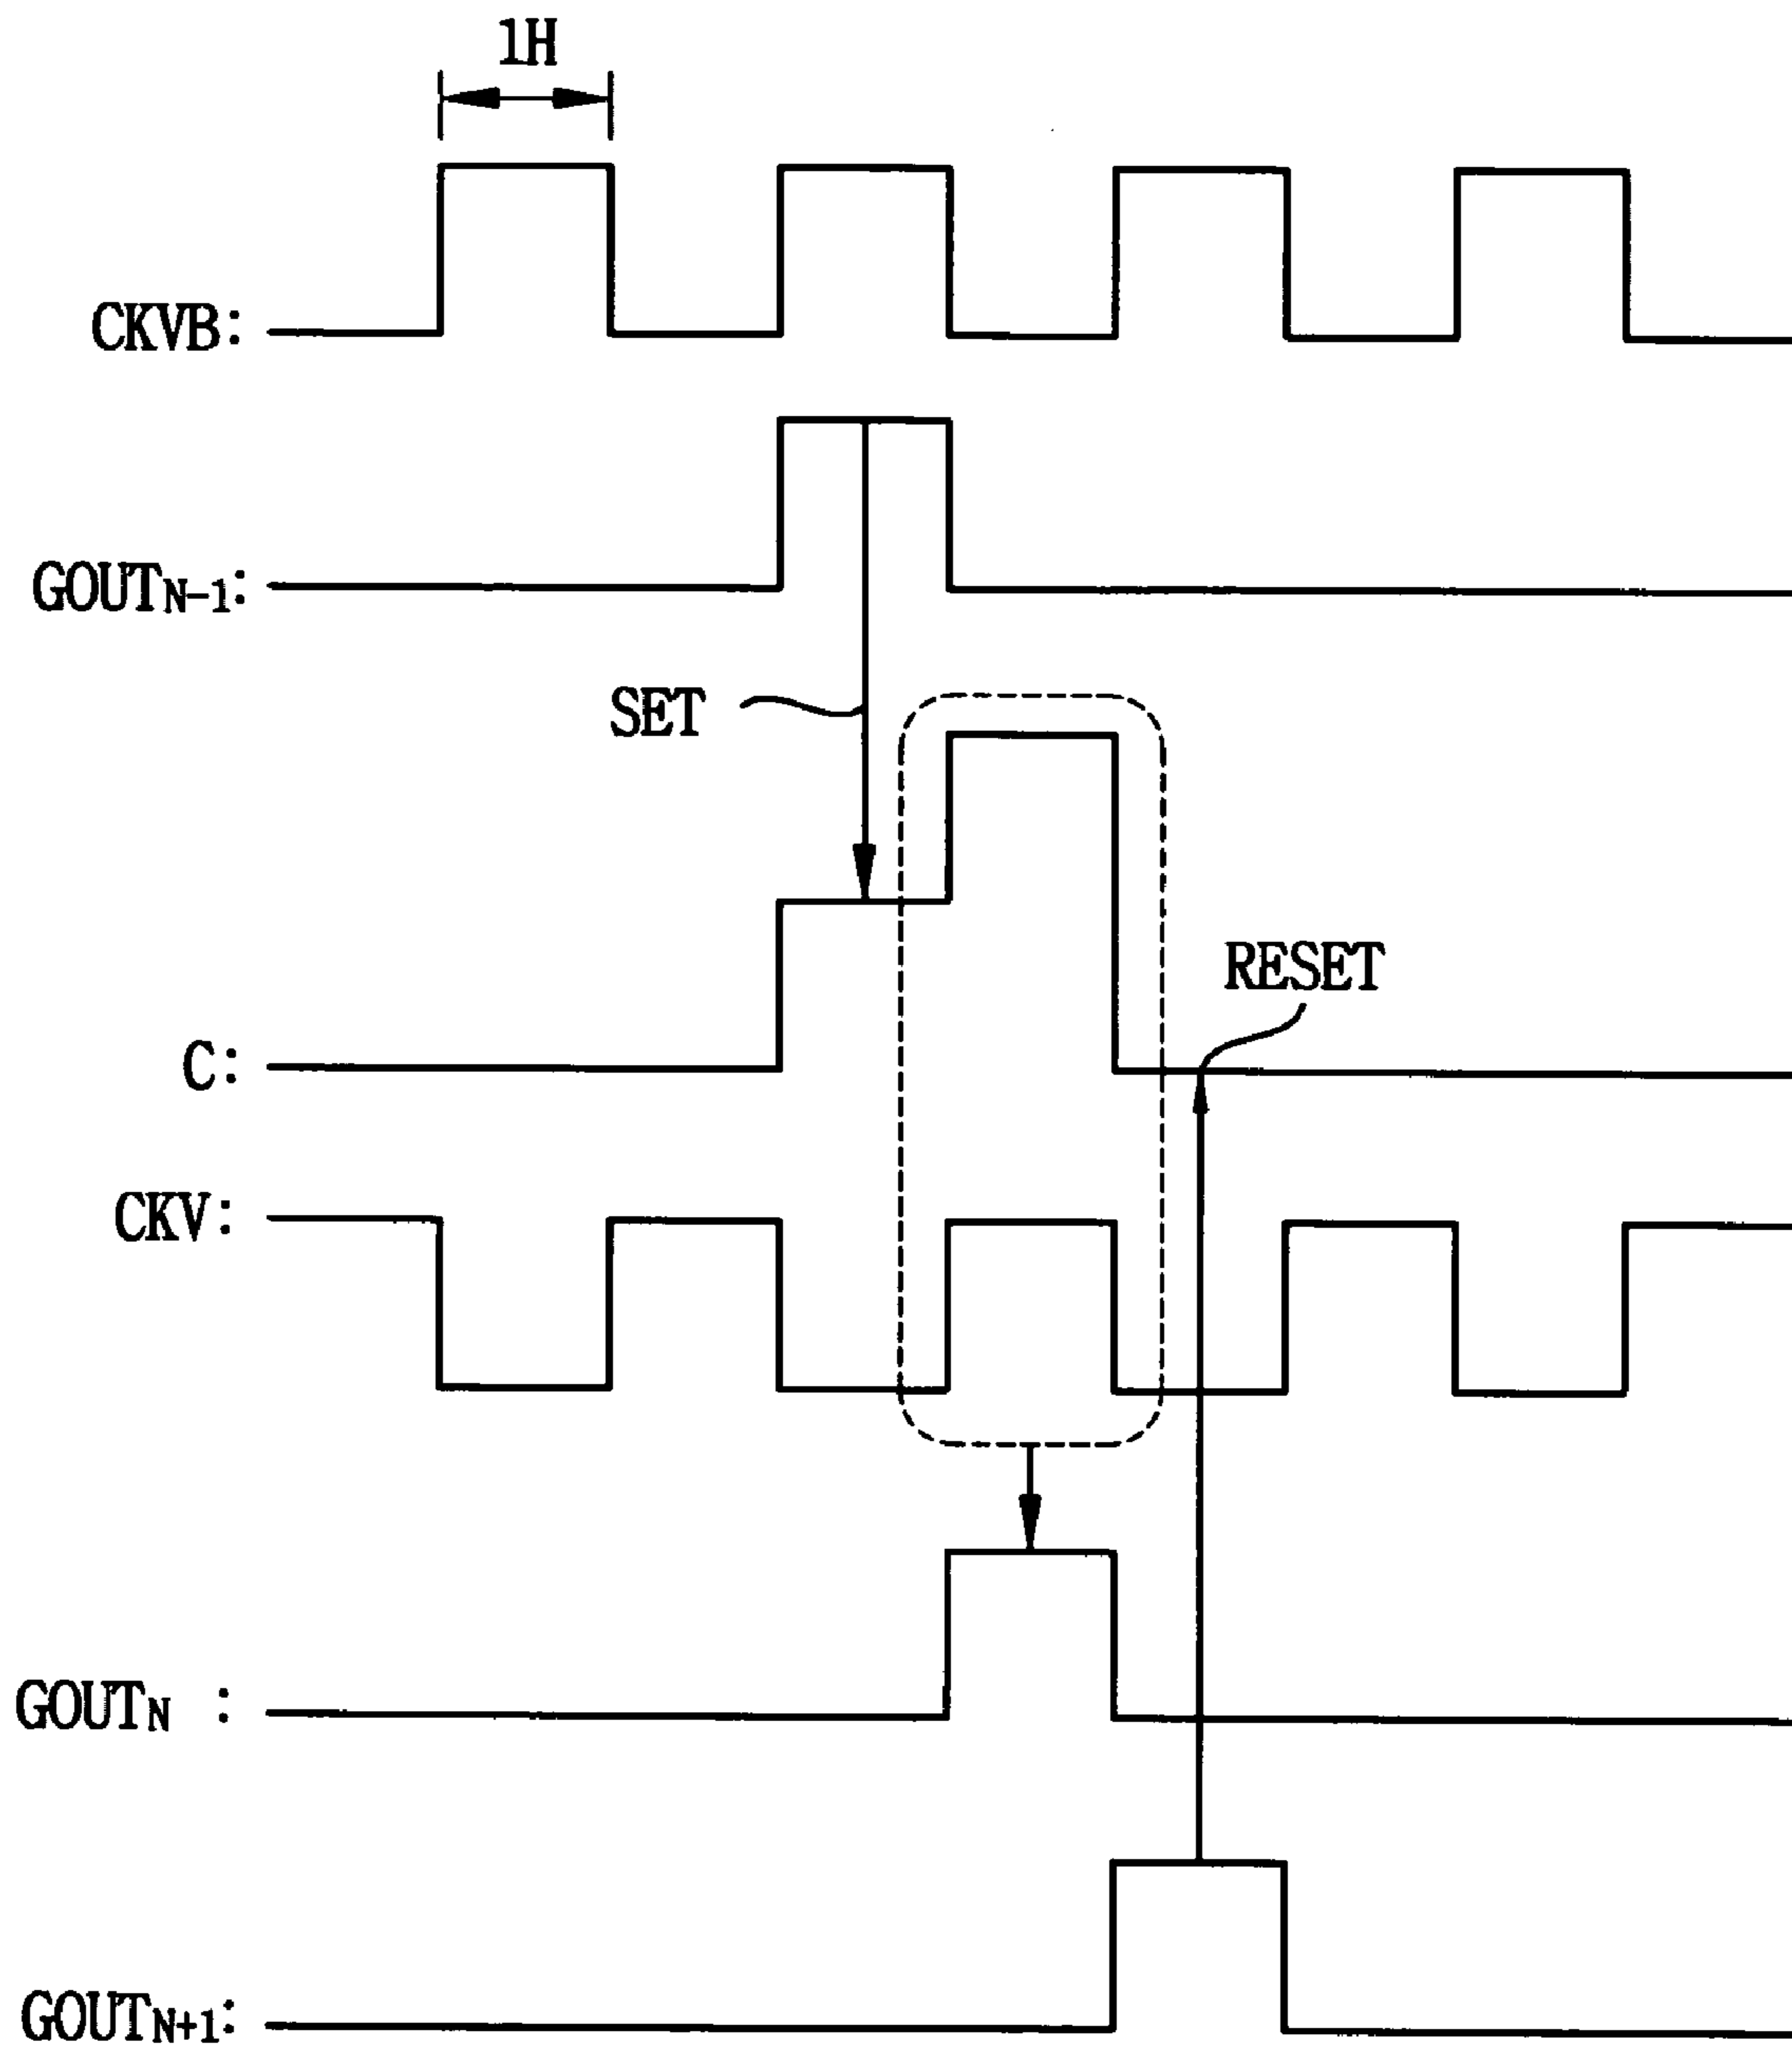 1H
CKVB:
GOUTN-1:
SET
RESET
C:
CKV:
GOUTN :
GOUTN+1: